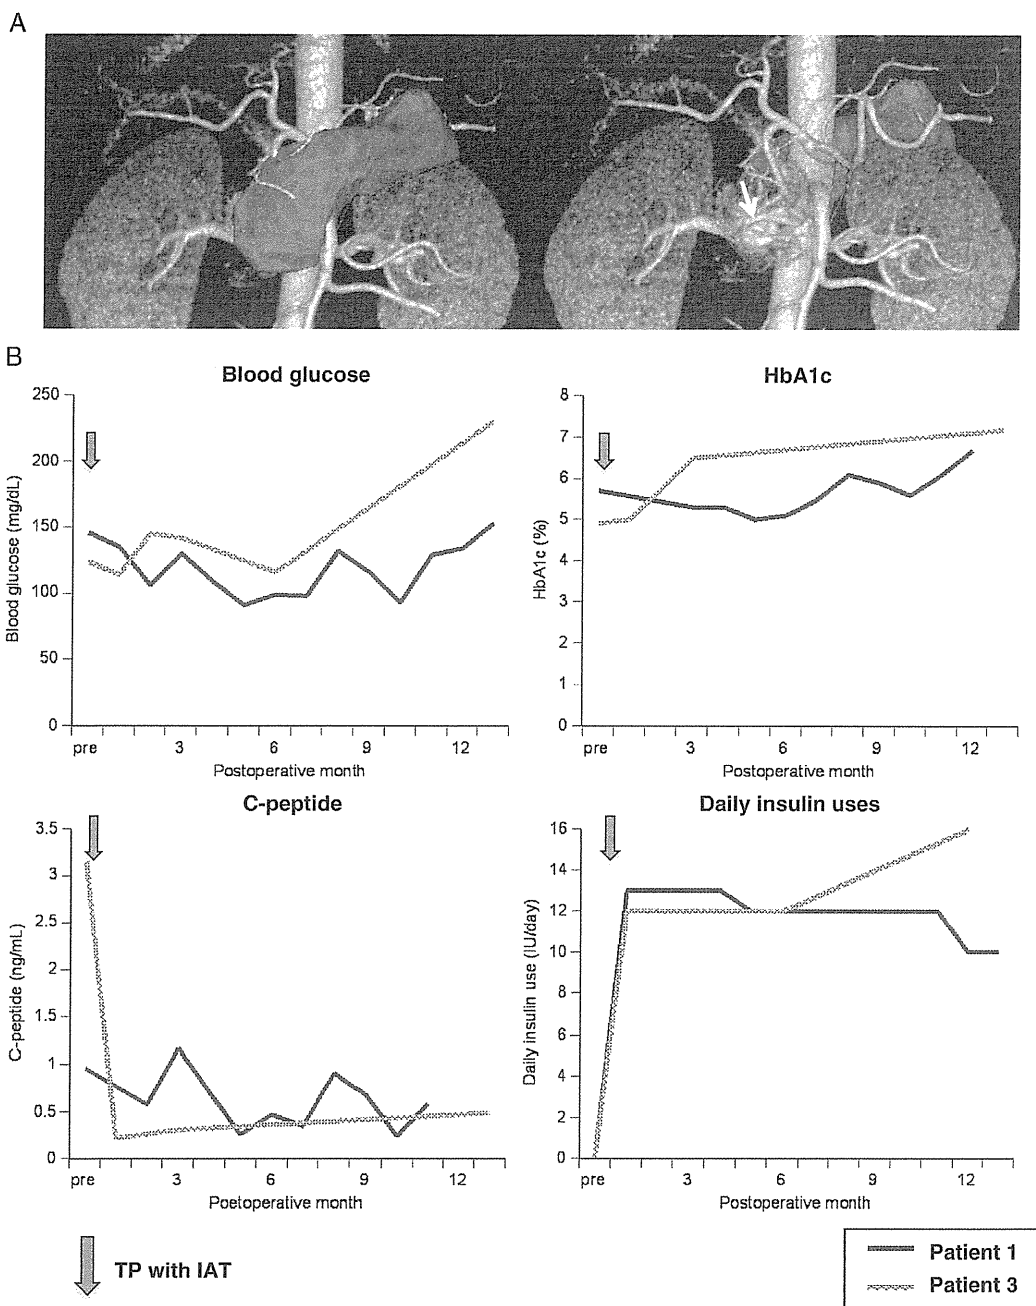 A
B
Blood glucose
250
200
150
100
50
0
Blood glucose (mg/dL)
pre 3 6 9 12
Postoperative month
HbA1c
8
7
6
5
4
3
2
1
0
HbA1c (%)
pre 3 6 9 12
Postoperative month
C-peptide
3.5
3
2.5
2
1.5
1
0.5
0
C-peptide (ng/mL)
pre 3 6 9 12
Poetoperative month
Daily insulin uses
16
14
12
10
8
6
4
2
0
Daily insulin use (IU/day)
pre 3 6 9 12
Postoperative month
TP with IAT
Patient 1
Patient 3